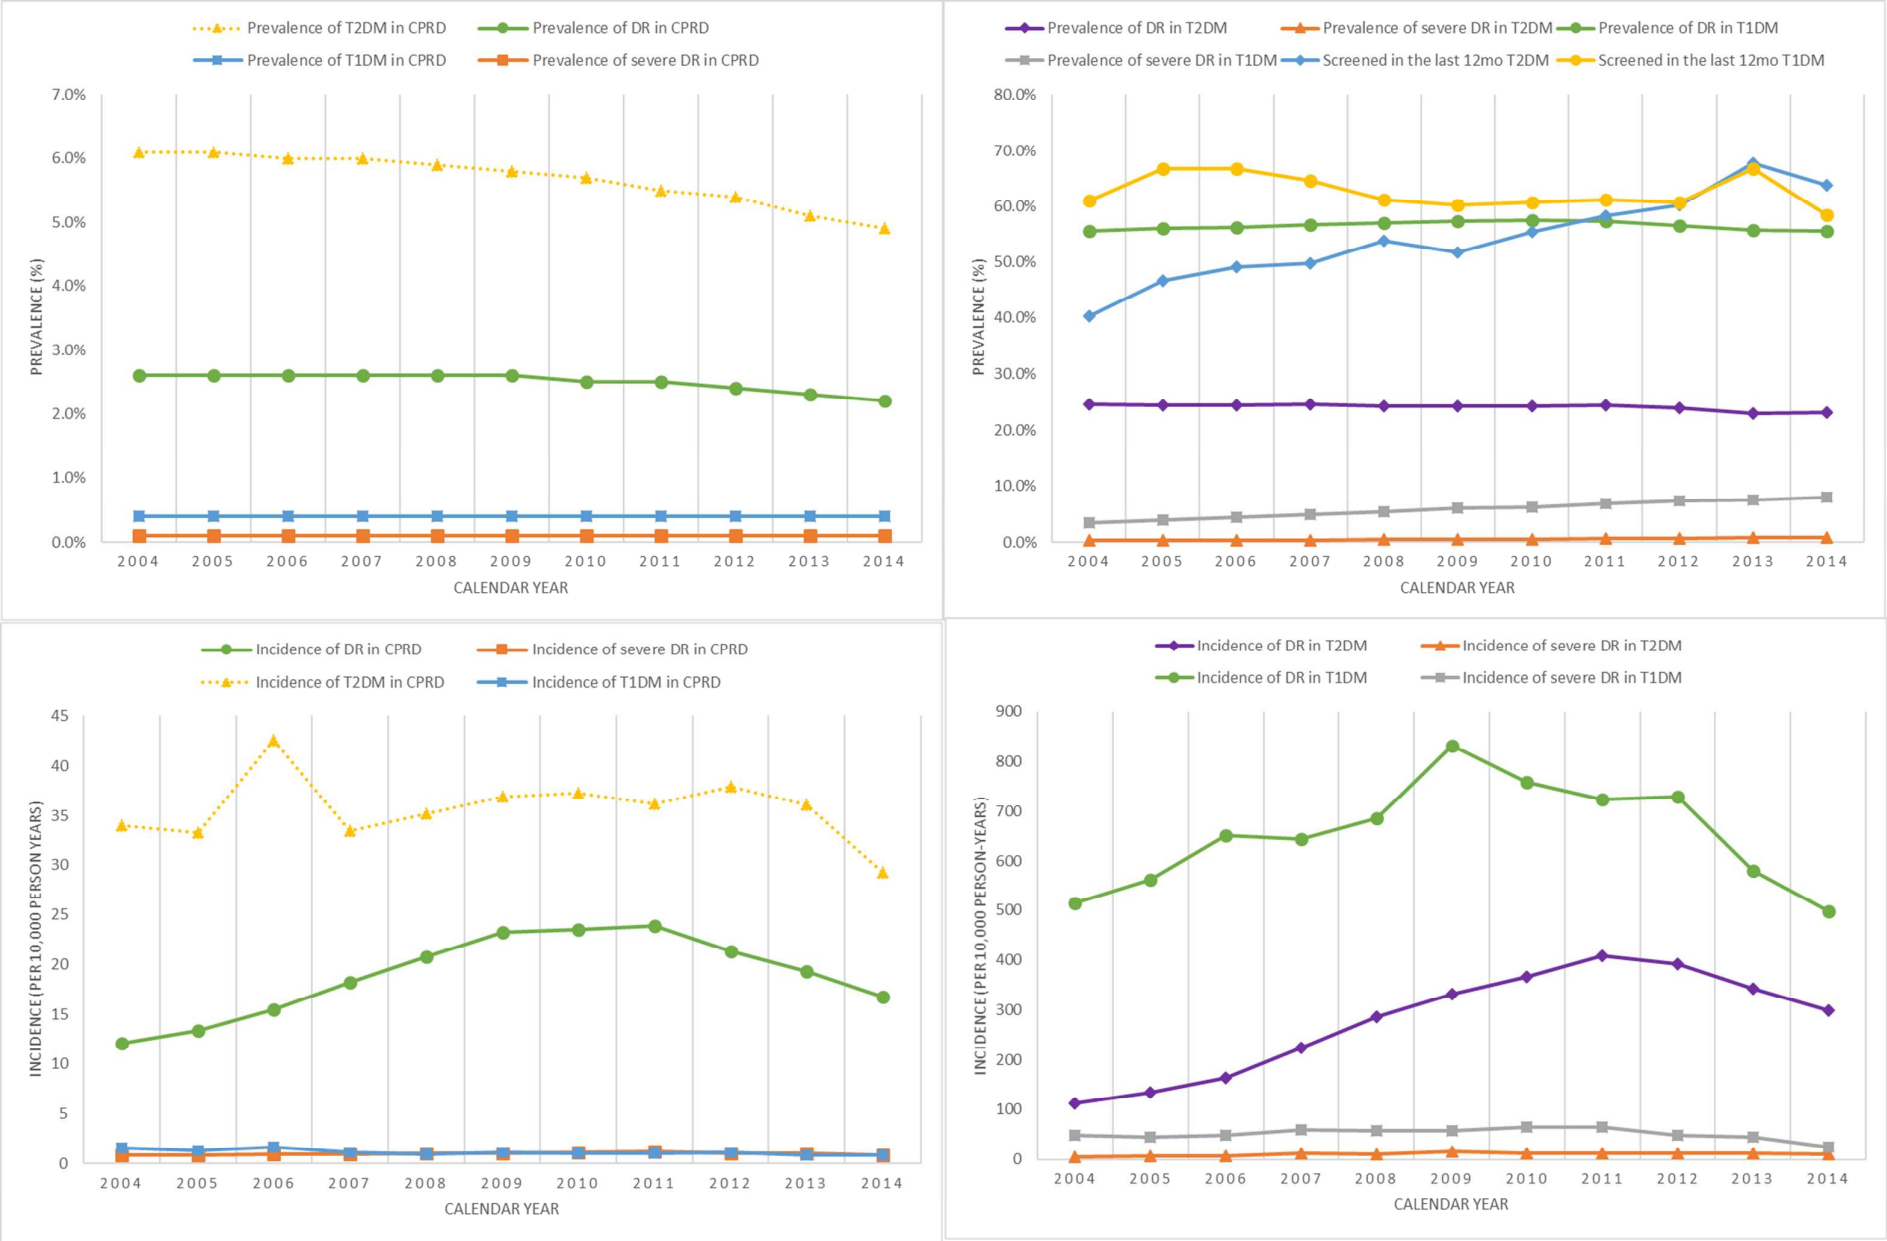 Prevalence of T2DM in CPRD Prevalence of DR in CPRD
Prevalence of T1DM in CPRD Prevalence of severe DR in CPRD
7.0%
6.0%
5.0%
4.0%
3.0%
2.0%
1.0%
0.0%
PREVALENCE (%)
2004 2005 2006 2007 2008 2009 2010 2011 2012 2013 2014
CALENDAR YEAR
Prevalence of DR in T2DM Prevalence of severe DR in T2DM Prevalence of DR in T1DM
Prevalence of severe DR in T1DM Screened in the last 12mo T2DM Screened in the last 12mo T1DM
80.0%
70.0%
60.0%
50.0%
40.0%
30.0%
20.0%
10.0%
0.0%
PREVALENCE (%)
2004 2005 2006 2007 2008 2009 2010 2011 2012 2013 2014
CALENDAR YEAR
Incidence of DR in CPRD Incidence of severe DR in CPRD
Incidence of T2DM in CPRD Incidence of T1DM in CPRD
45
40
35
30
25
20
15
10
5
0
INCIDENCE (PER 10,000 PERSON YEARS)
2004 2005 2006 2007 2008 2009 2010 2011 2012 2013 2014
CALENDAR YEAR
Incidence of DR in T2DM Incidence of severe DR in T2DM
Incidence of DR in T1DM Incidence of severe DR in T1DM
900
800
700
600
500
400
300
200
100
0
INCIDENCE (PER 10,000 PERSON-YEARS)
2004 2005 2006 2007 2008 2009 2010 2011 2012 2013 2014
CALENDAR YEAR